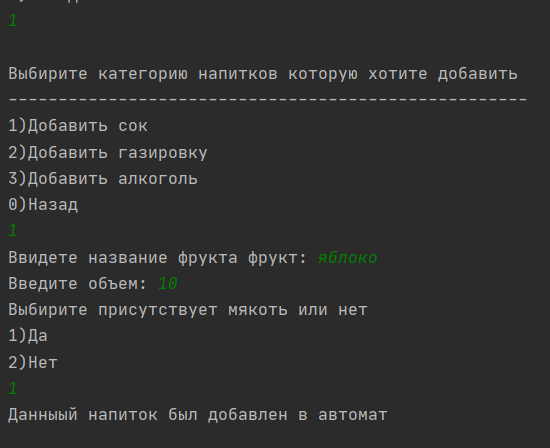 1
Выбирите категорию напитков которую хотите добавить
----------------------------------------------------
1)Добавить сок
2)Добавить газировку
3)Добавить алкоголь
0)Назад
1
Ввидете название фрукта фрукт: яблоко
Введите объем: 10
Выбирите присутствует мякоть или нет
1)Да
2)Нет
1
Данныый напиток был добавлен в автомат